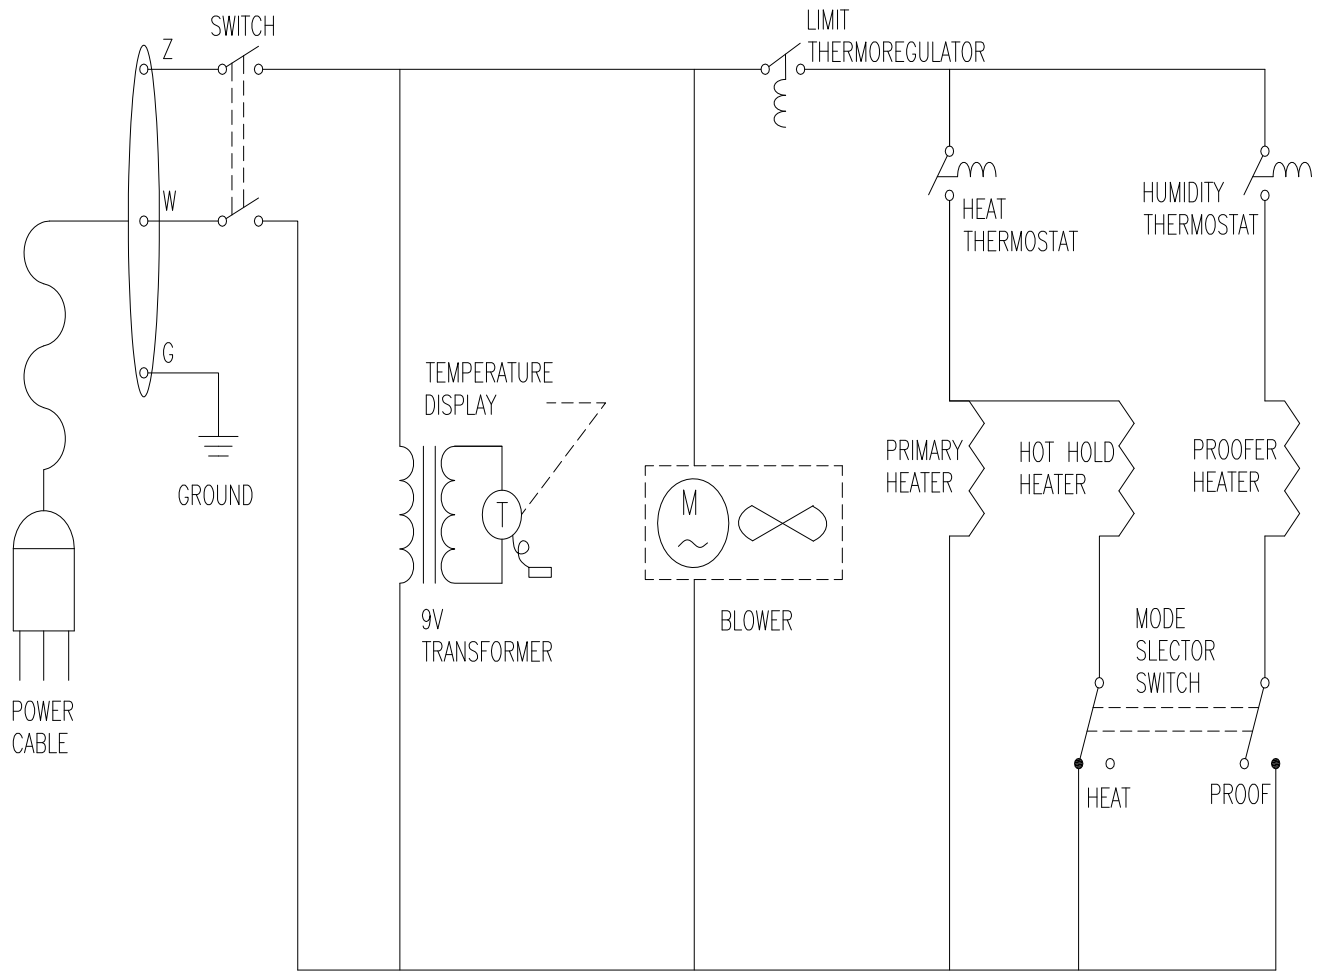 SWITCH
Z
LIMIT
THERMOREGULATOR
W
HEAT
THERMOSTAT
HUMIDITY
THERMOSTAT
G
GROUND
TEMPERATURE
DISPLAY
T
9V
TRANSFORMER
M
BLOWER
PRIMARY
HEATER
HOT HOLD
HEATER
PROOFER
HEATER
MODE
SLECTOR
SWITCH
HEAT
PROOF
POWER
CABLE